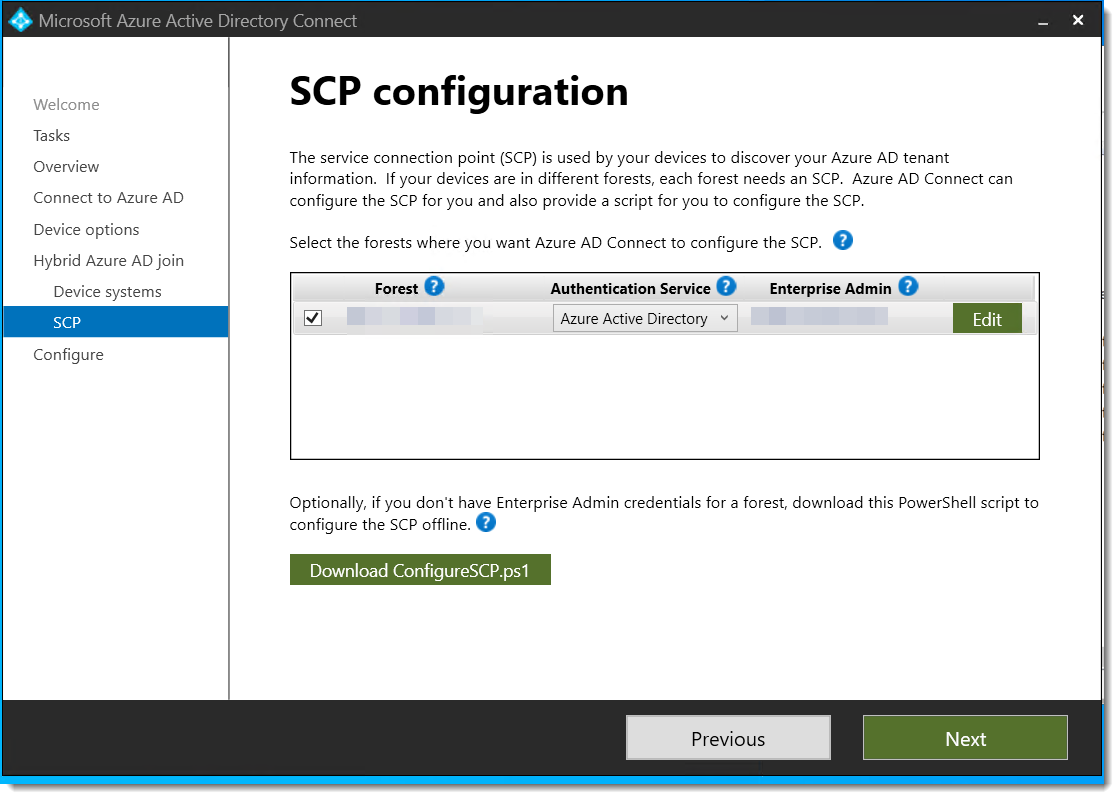 Microsoft Azure Active Directory Connect
Welcome
Tasks
Overview
Connect to Azure AD
Device options
Hybrid Azure AD join
Device systems
SCP
Configure
SCP configuration
The service connection point (SCP) is used by your devices to discover your Azure AD tenant
information.  If your devices are in different forests, each forest needs an SCP.  Azure AD Connect can
configure the SCP for you and also provide a script for you to configure the SCP.
Select the forests where you want Azure AD Connect to configure the SCP. ?
Forest ? Authentication Service ? Enterprise Admin ?
Azure Active Directory Edit
Optionally, if you don't have Enterprise Admin credentials for a forest, download this PowerShell script to
configure the SCP offline. ?
Download ConfigureSCP.ps1
Previous Next